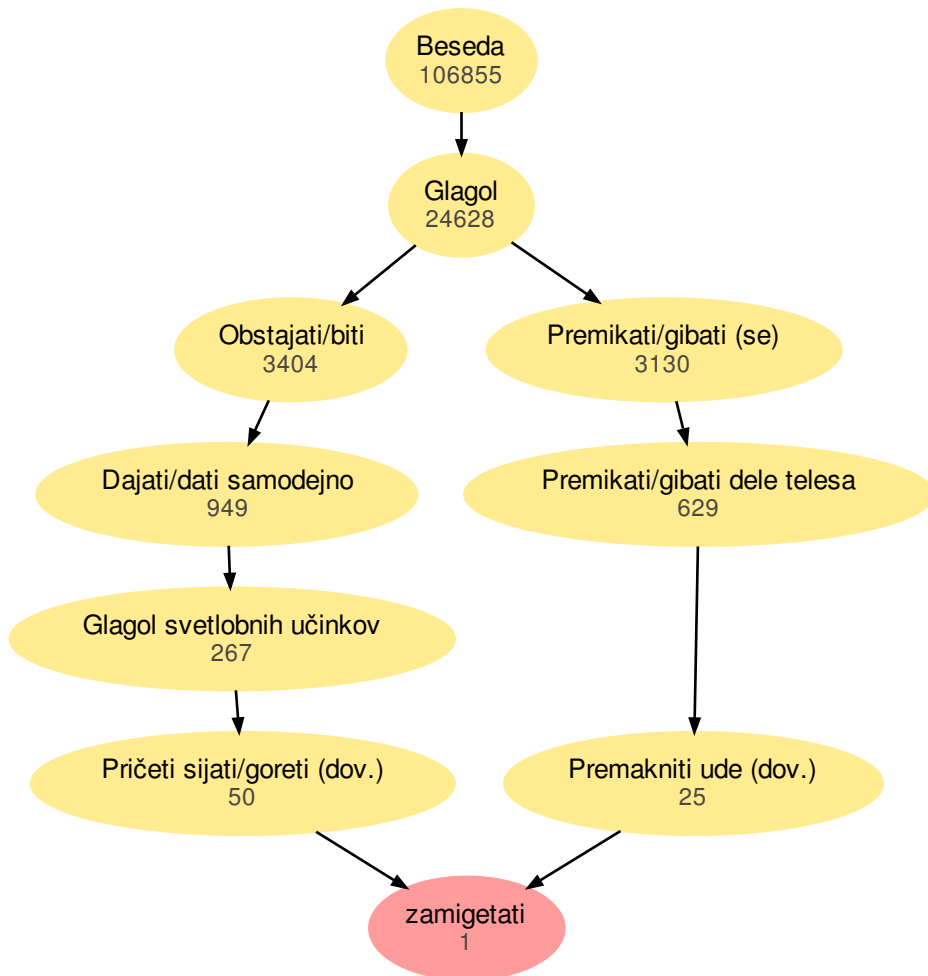 Beseda
106855
Glagol
24628
Obstajati/biti
3404
Premikati/gibati (se)
3130
Dajati/dati samodejno
949
Premikati/gibati dele telesa
629
Glagol svetlobnih učinkov
267
Pričeti sijati/goreti (dov.)
50
Premakniti ude (dov.)
25
zamigetati
1